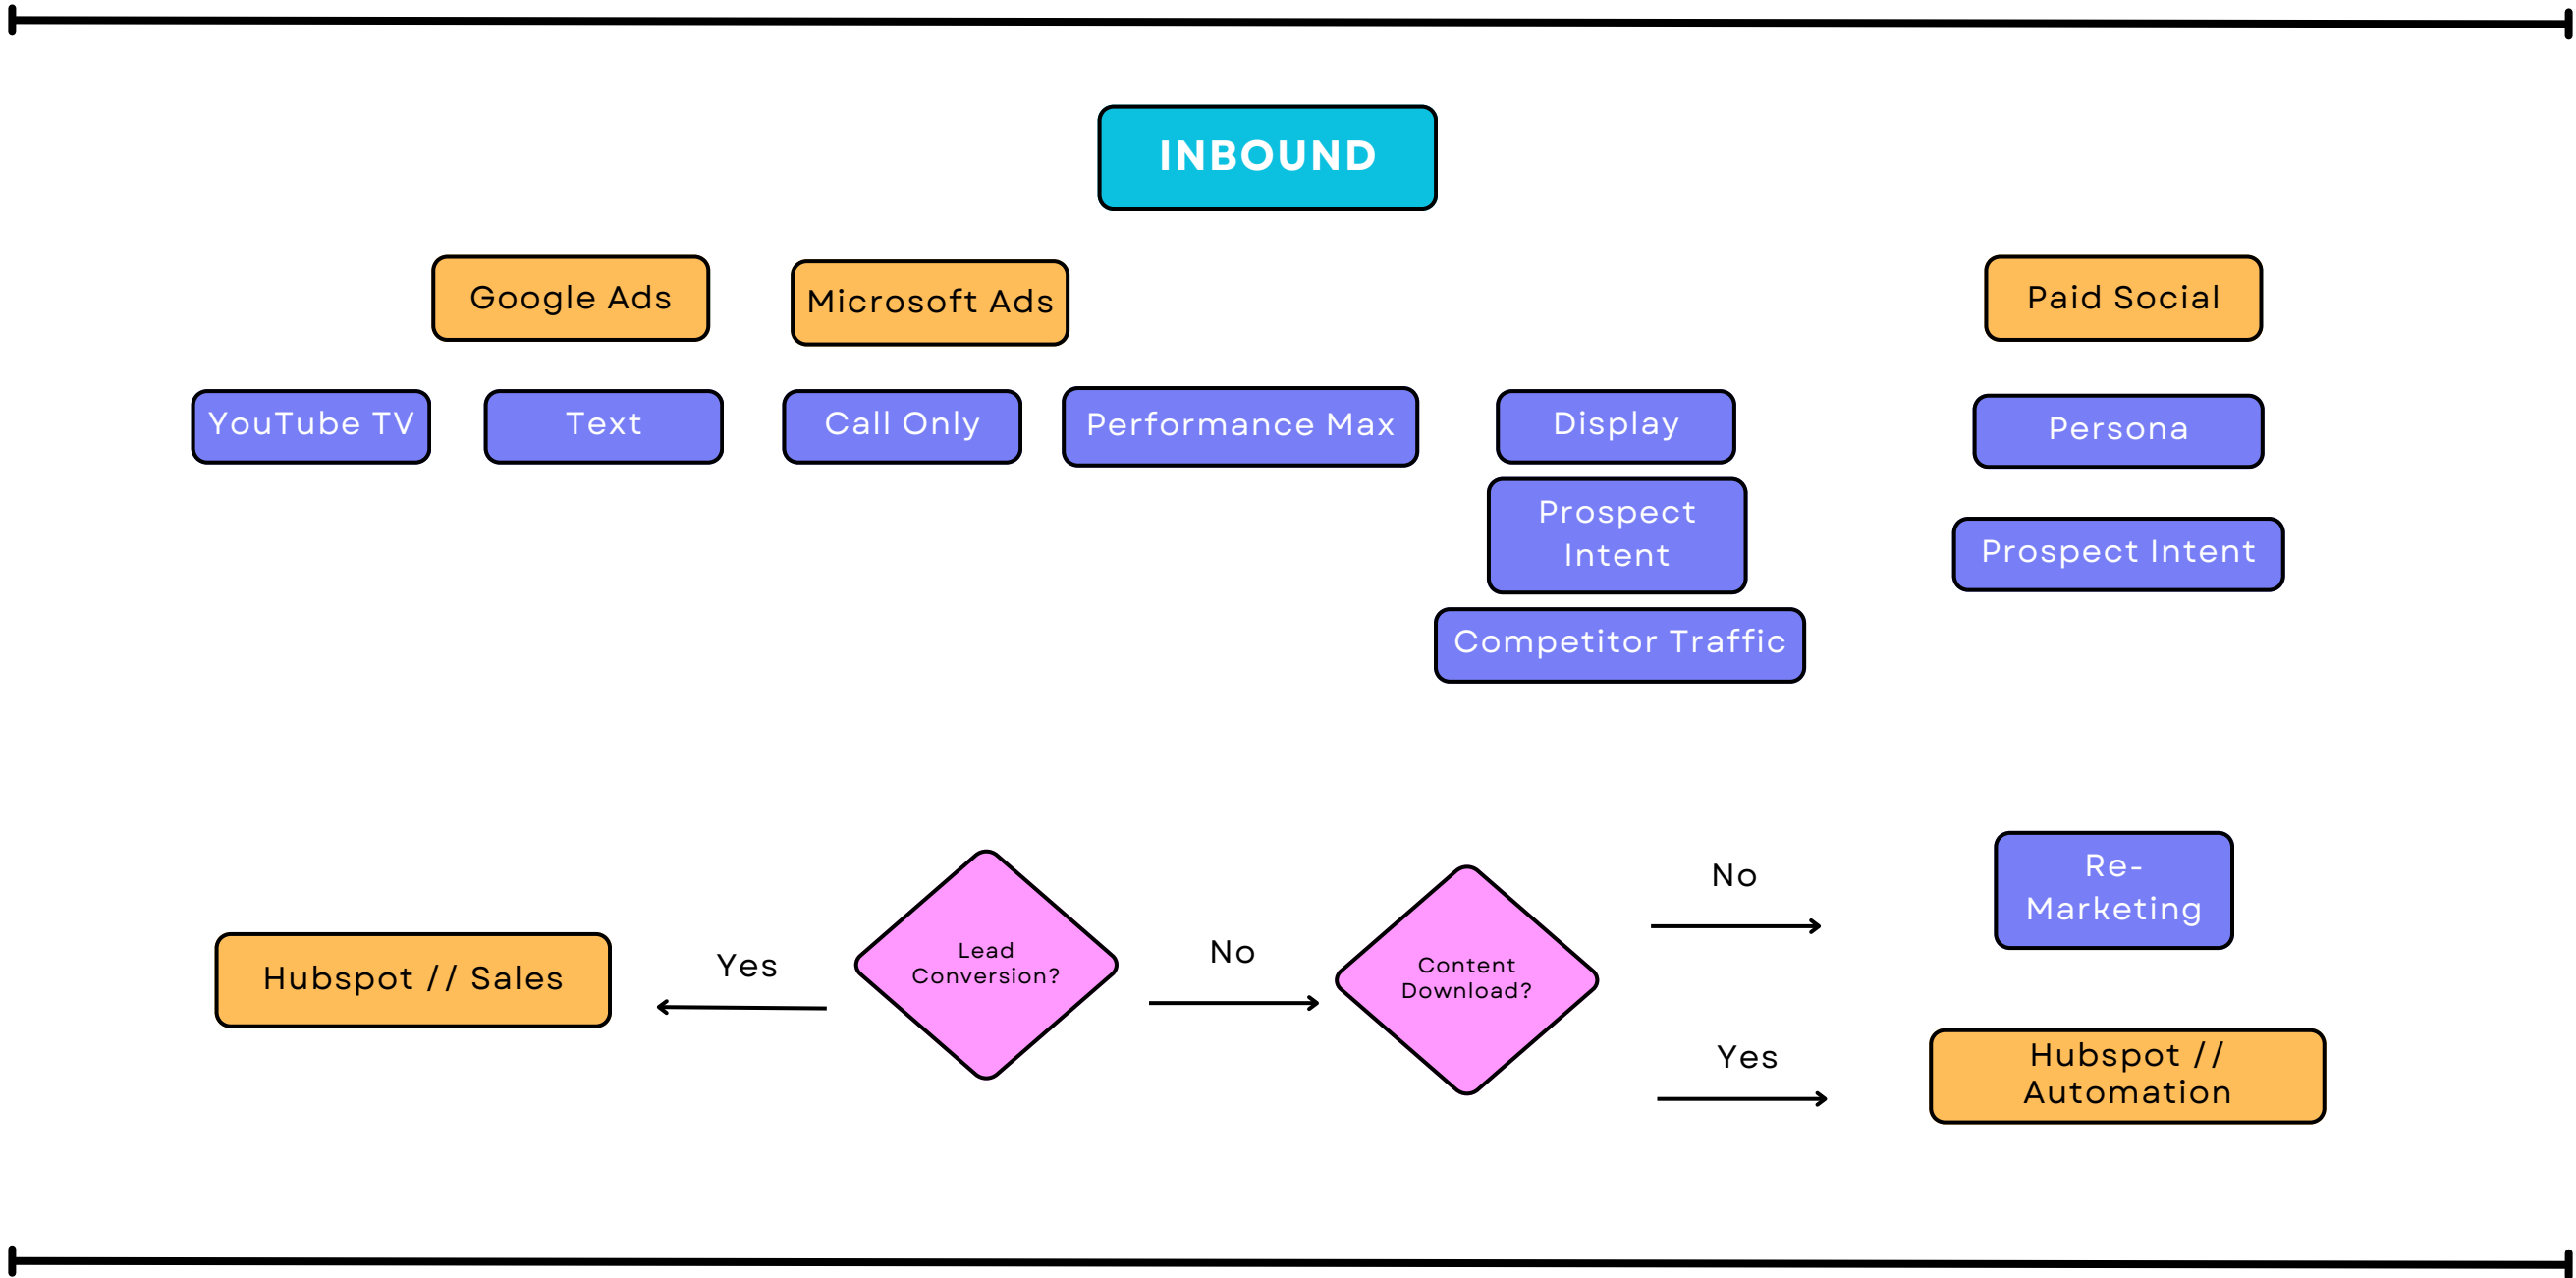 INBOUND
Google Ads
Microsoft Ads
Paid Social
YouTube TV
Text
Call Only
Performance Max
Display
Persona
Prospect
Intent
Prospect Intent
Competitor Traffic
Hubspot // Sales
Yes
Lead
Conversion?
No
Content
Download?
No
Re-
Marketing
Yes
Hubspot //
Automation